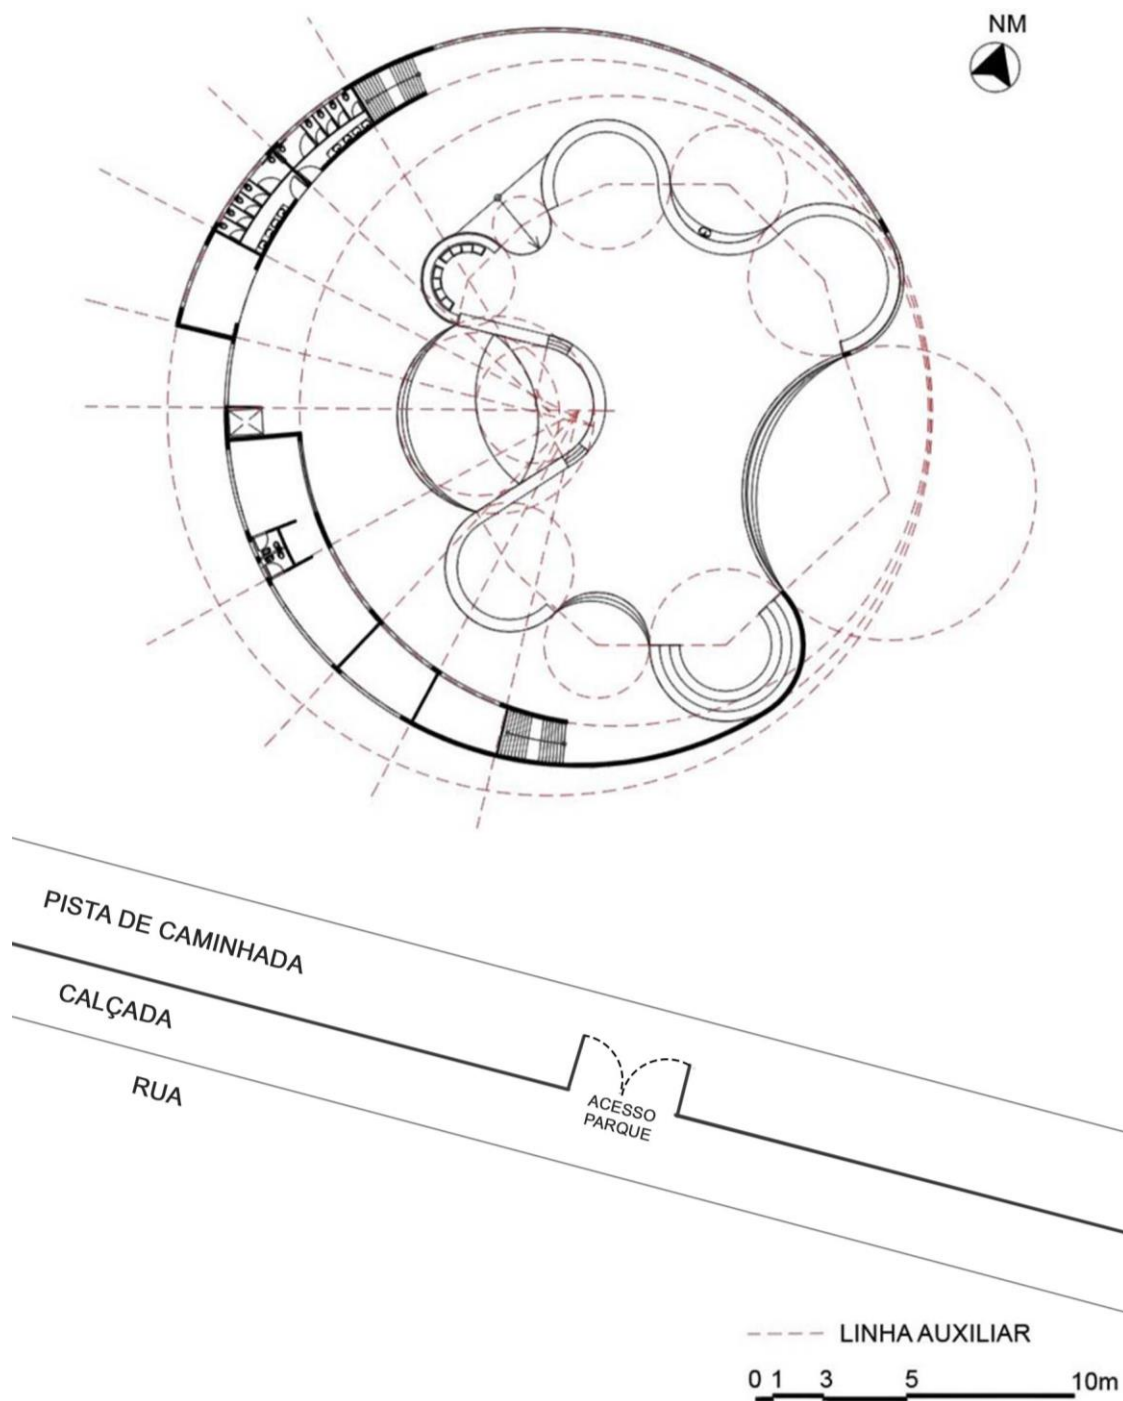 NM
PISTA DE CAMINHADA
CALÇADA
RUA
ACESSO
PARQUE
LINHA AUXILIAR
0 1 3 5 10m